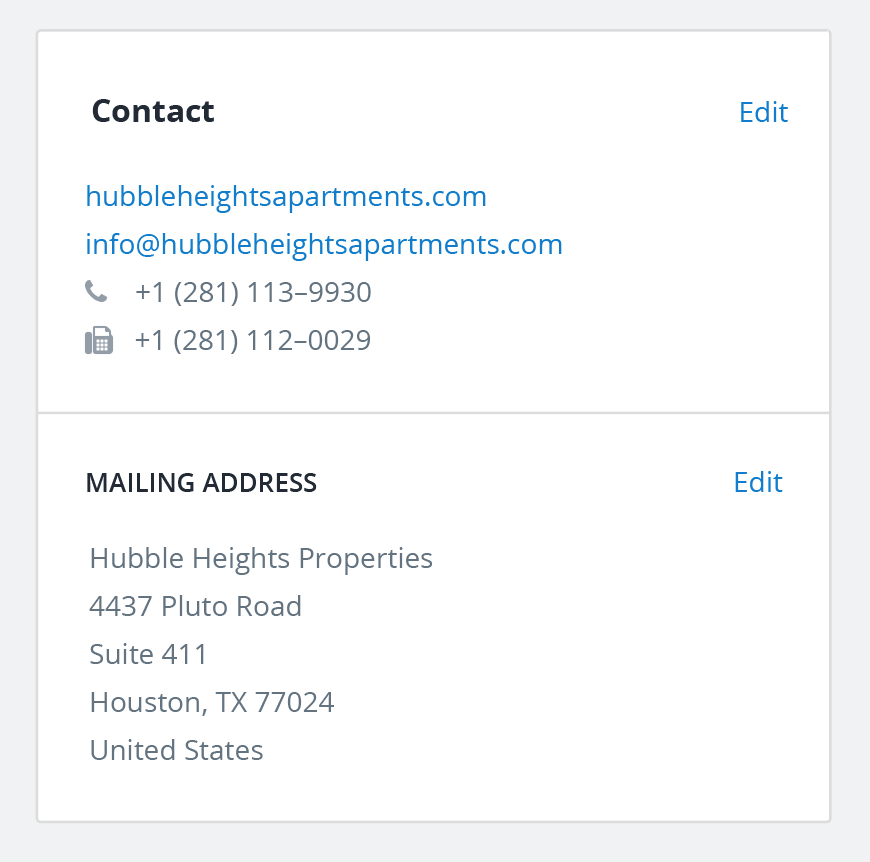 Contact
Edit
hubbleheightsapartments.com
info@hubbleheightsapartments.com
+1 (281) 113–9930
+1 (281) 112–0029
MAILING ADDRESS
Edit
Hubble Heights Properties
4437 Pluto Road
Suite 411
Houston, TX 77024
United States